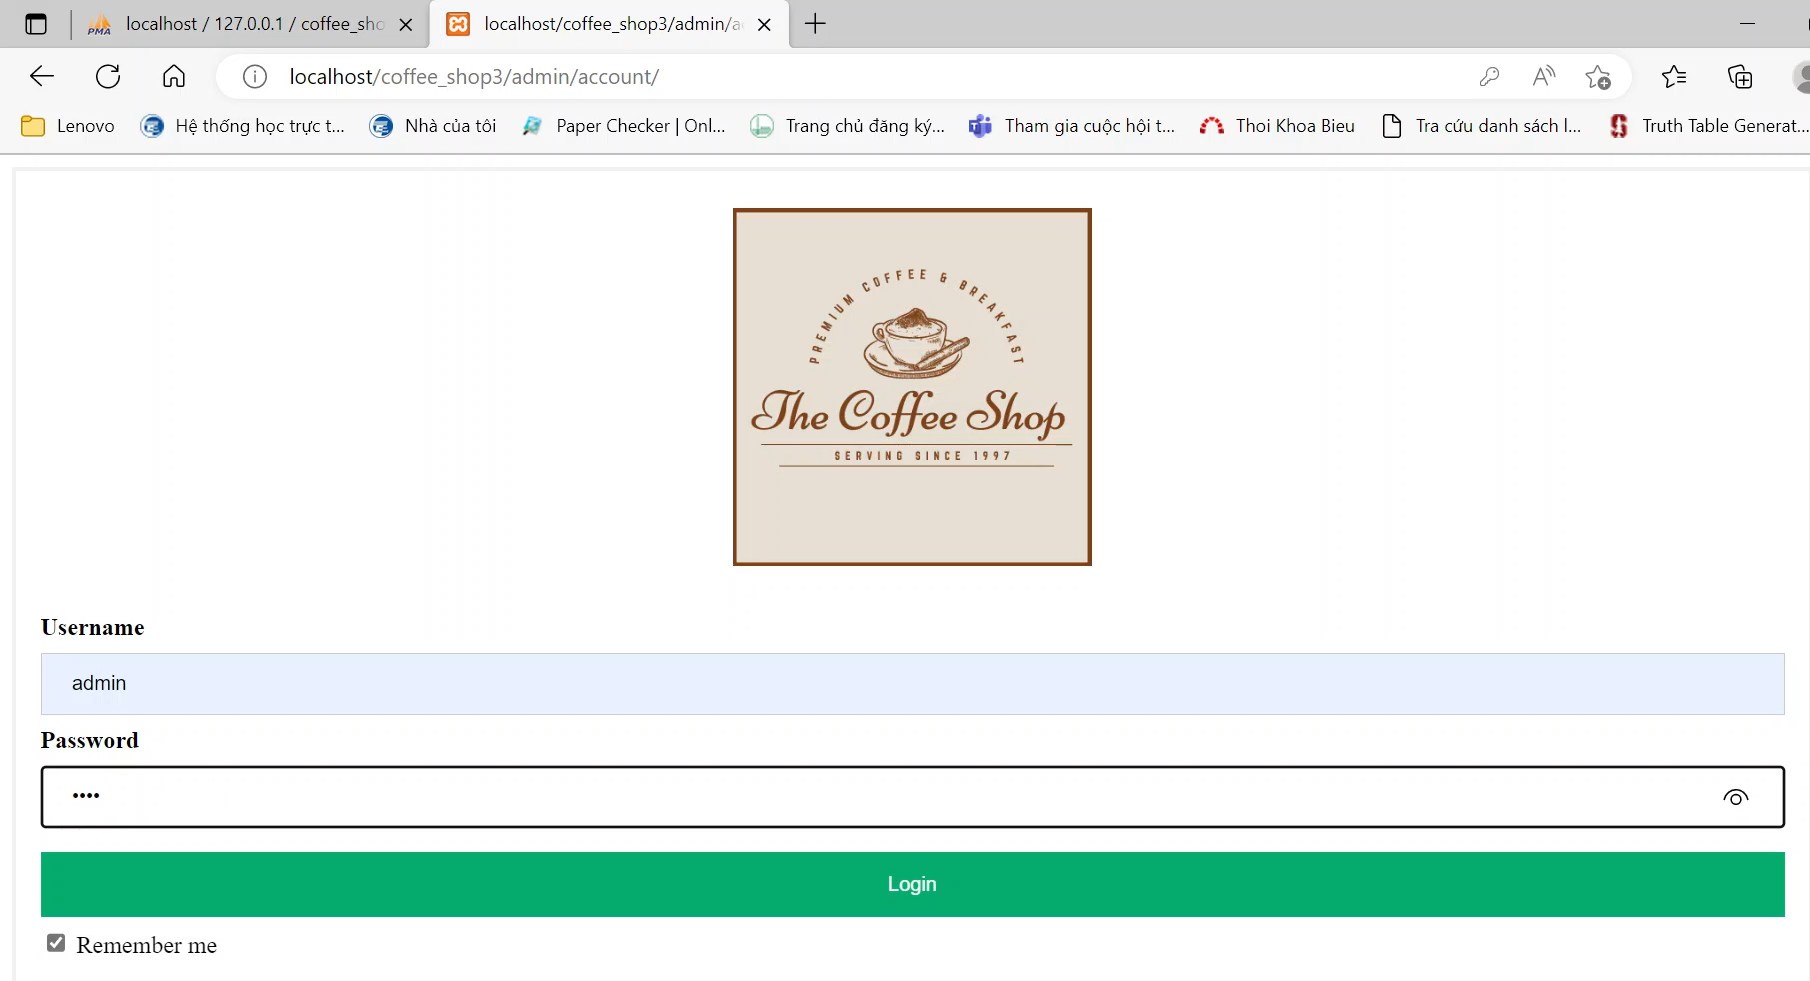 localhost / 127.0.0.1 / coffee_sho
localhost/coffee_shop3/admin/a
localhost/coffee_shop3/admin/account/
Lenovo
Hệ thống học trực t...
Nhà của tôi
Paper Checker | Onl...
Trang chủ đăng ký...
Tham gia cuộc hội t...
Thoi Khoa Bieu
Tra cứu danh sách l...
Truth Table Generat...
PREMIUM COFFEE & BREAKFAST
The Coffee Shop
SERVING SINCE 1997
Username
admin
Password
••••
Login
Remember me